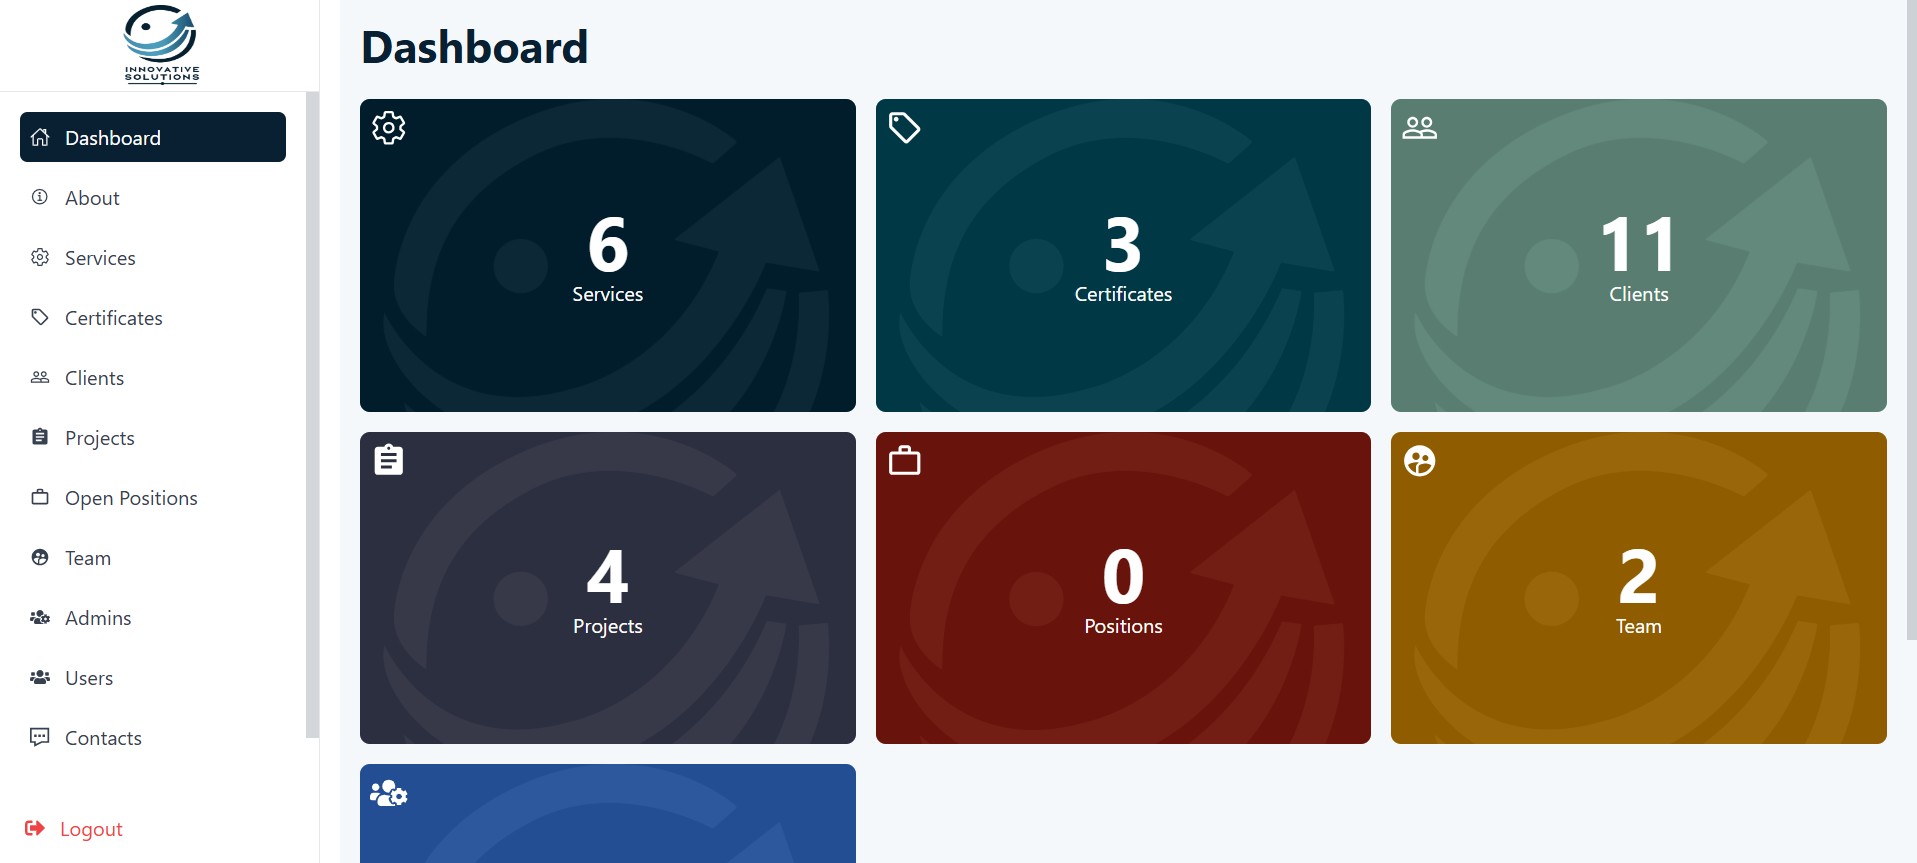 INNOVATIVE
SOLUTIONS
Dashboard
About
Services
Certificates
Clients
Projects
Open Positions
Team
Admins
Users
Contacts
Logout
Dashboard
6
Services
3
Certificates
11
Clients
4
Projects
0
Positions
2
Team